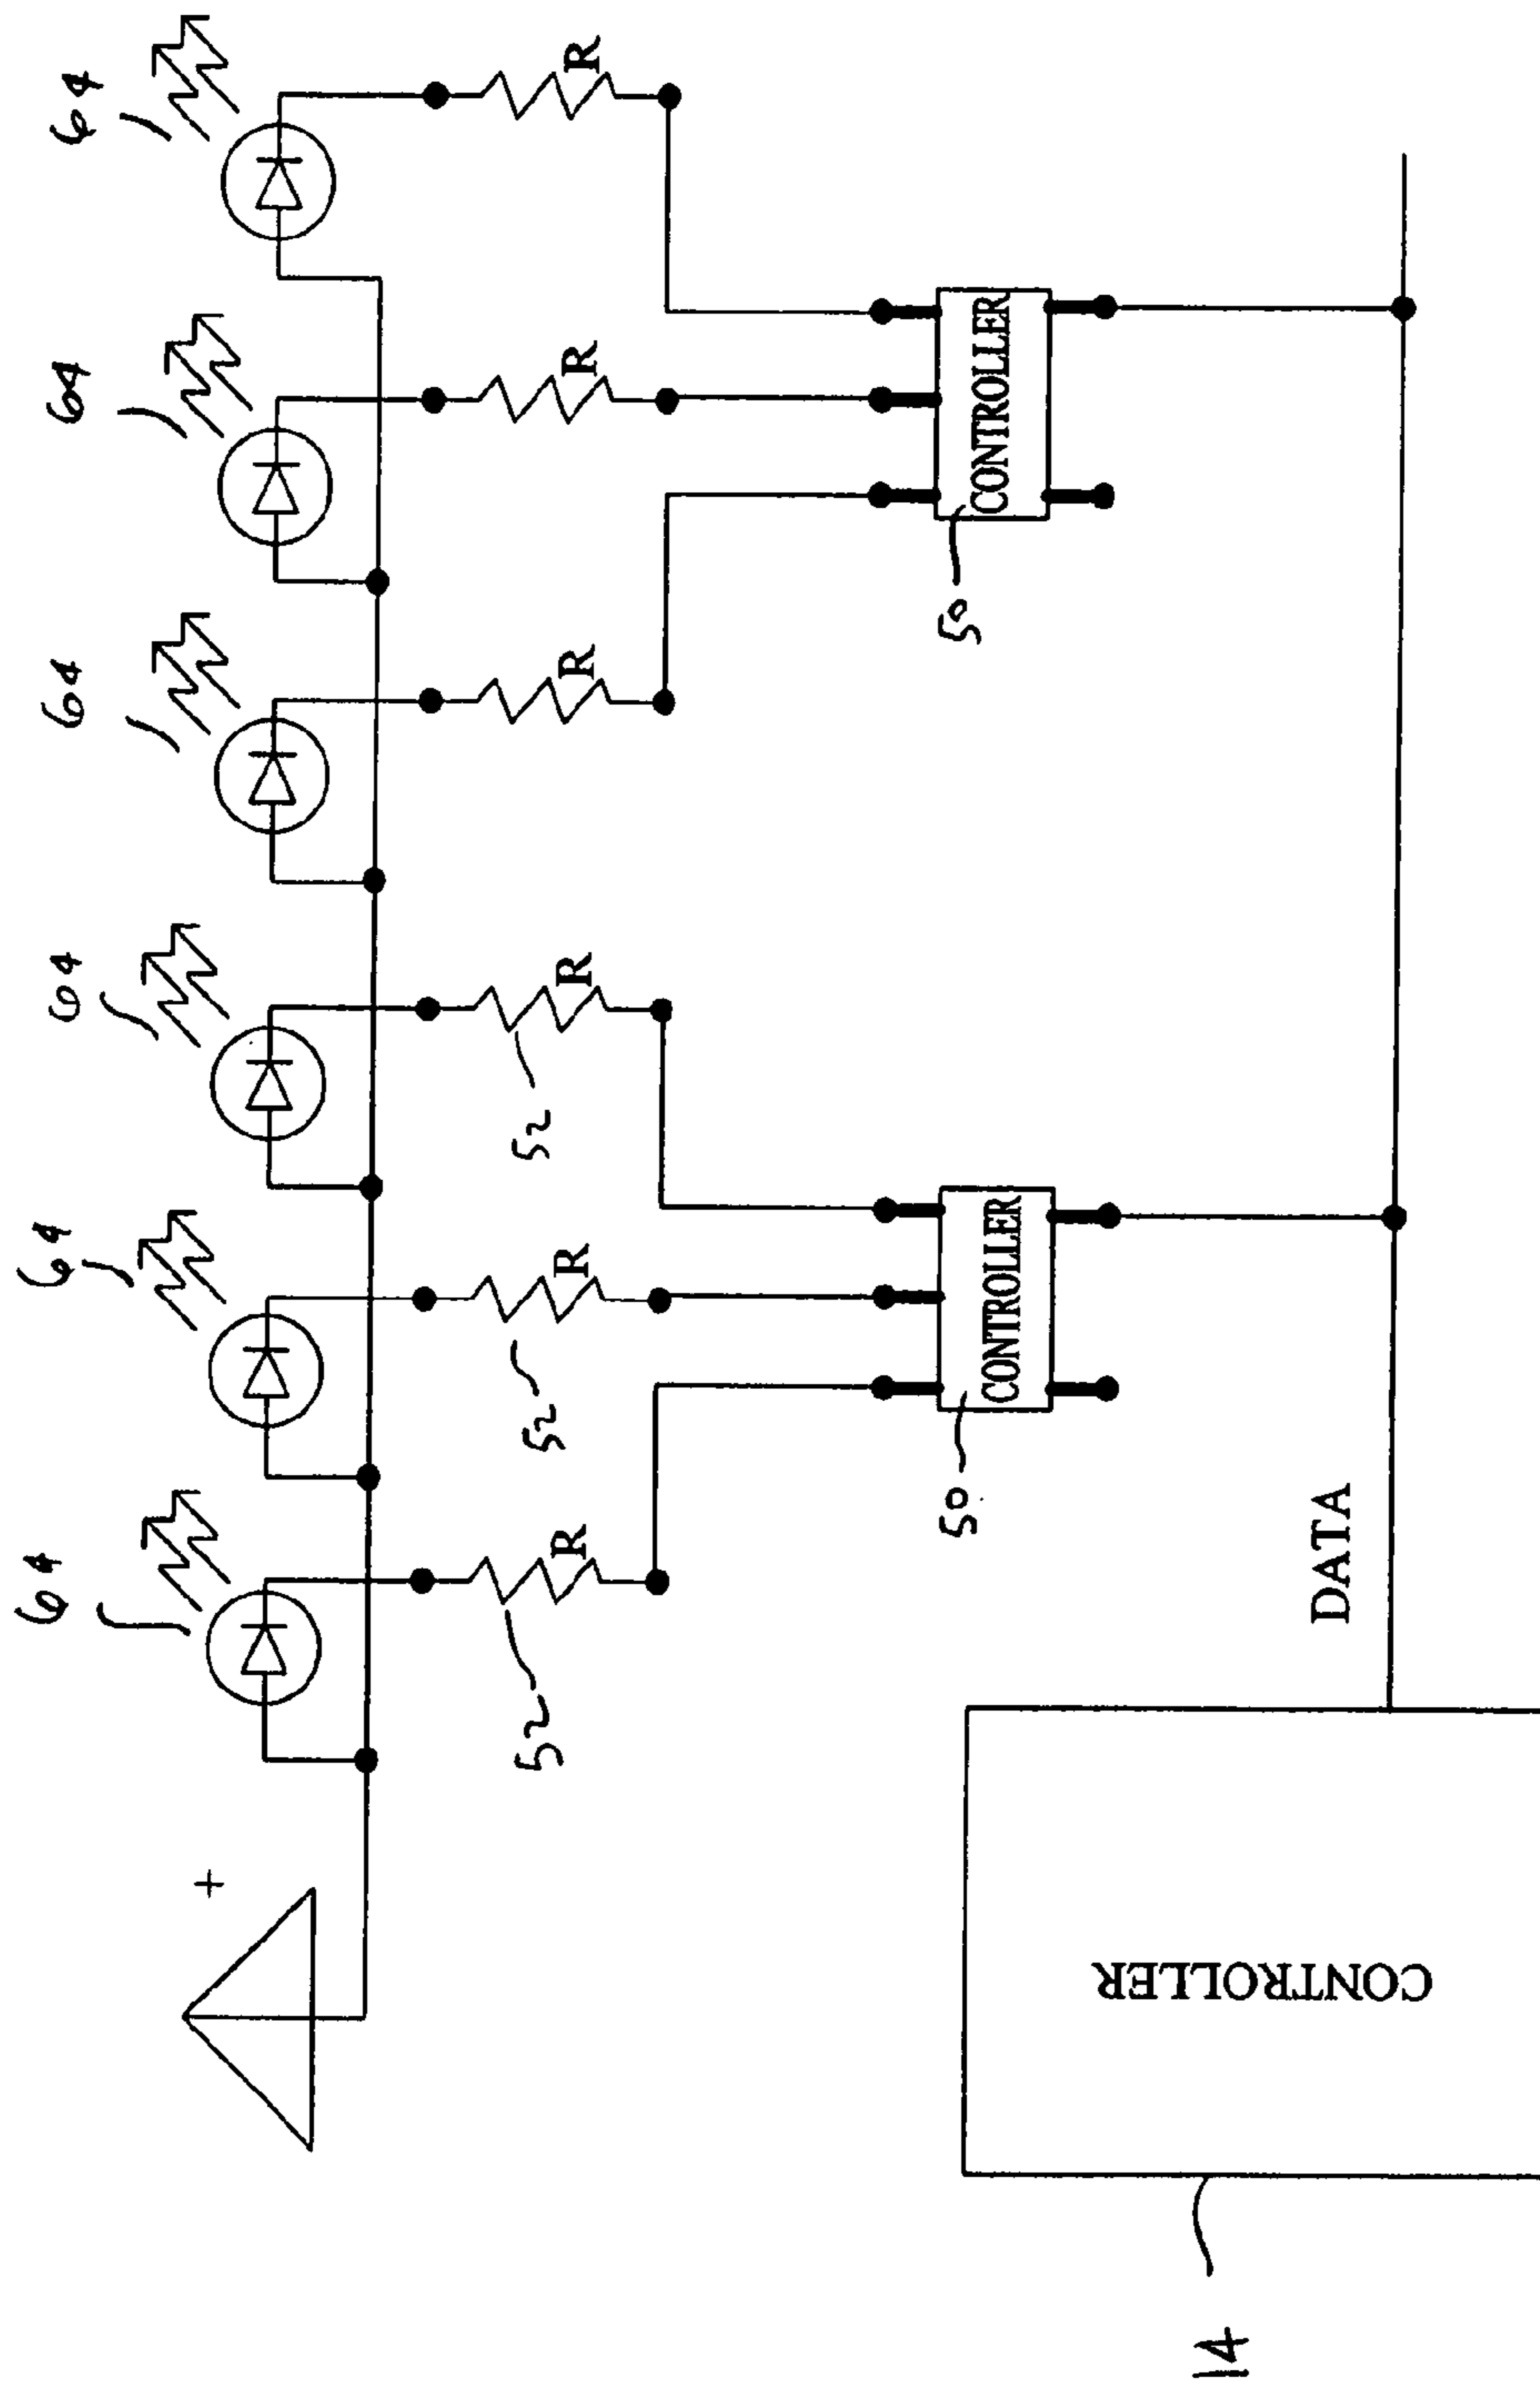 64 64 64 64 64 64
+
52 52 52
R R R R R R
50 50
CONTROLLER CONTROLLER
14
CONTROLLER
DATA